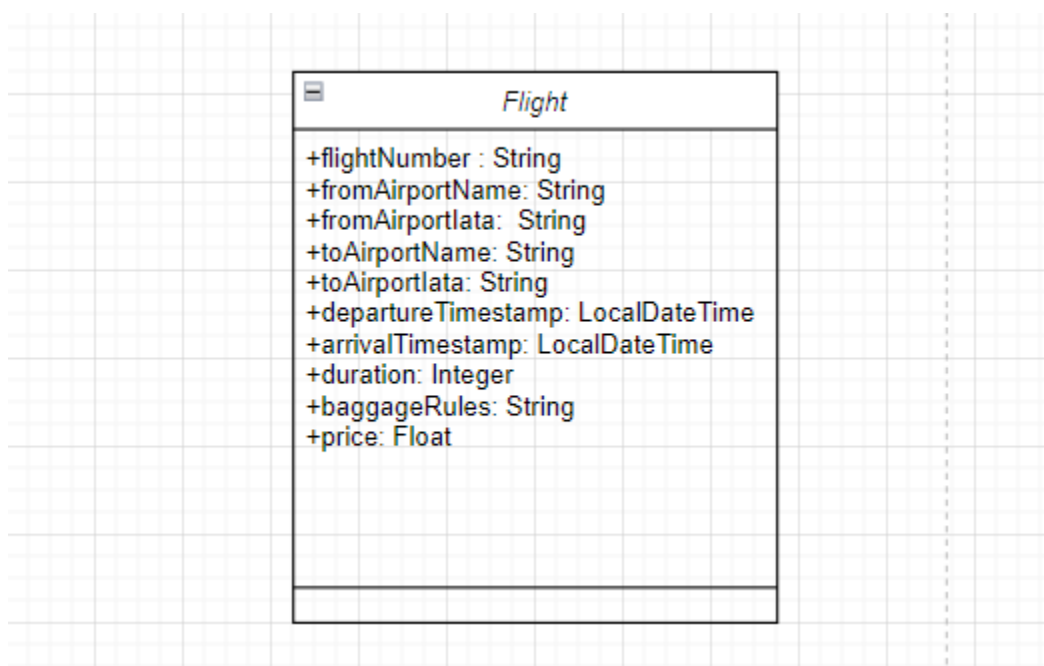 Flight
+flightNumber : String
+fromAirportName: String
+fromAirportIata:  String
+toAirportName: String
+toAirportIata: String
+departureTimestamp: LocalDateTime
+arrivalTimestamp: LocalDateTime
+duration: Integer
+baggageRules: String
+price: Float